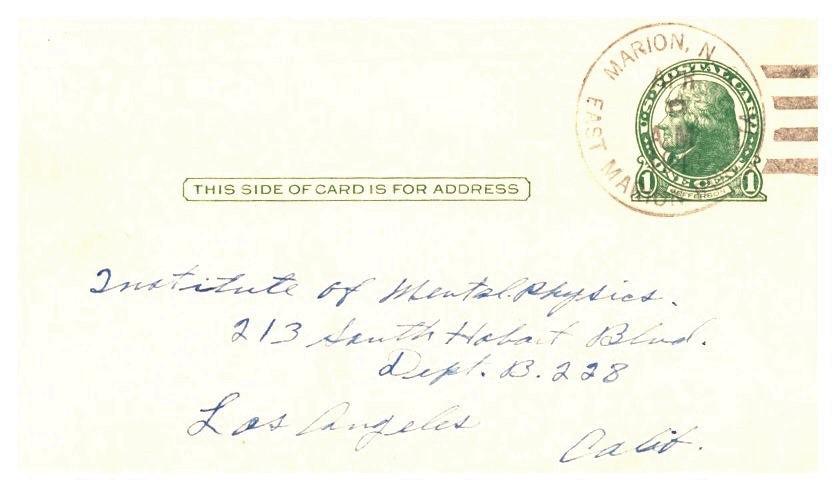 MARION, N
EAST MARION
U.S. POSTAL CARD
ONE CENT
1 JEFFERSON 1
THIS SIDE OF CARD IS FOR ADDRESS
Institute of Mental Physics.
213 South Hobart Blvd.
Dept. B. 228
Los Angeles
Calif.